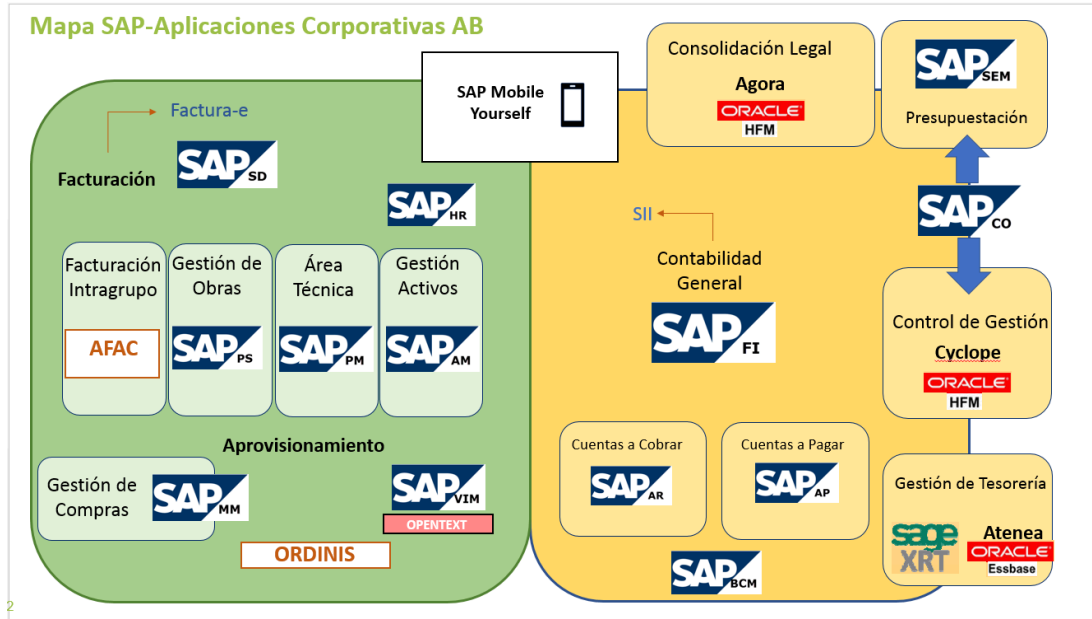 Mapa SAP-Aplicaciones Corporativas AB
Factura-e
Facturación
SAP SD
SAP HR
SAP Mobile
Yourself
Facturación
Intragrupo
AFAC
Gestión de
Obras
SAP PS
Área
Técnica
SAP PM
Gestión
Activos
SAP AM
Aprovisionamiento
Gestión de
Compras
SAP MM
SAP VIM
OPENTEXT
ORDINIS
Consolidación Legal
Agora
ORACLE
HFM
SAP SEM
Presupuestación
SAP CO
SII
Contabilidad
General
SAP FI
Control de Gestión
Cyclope
ORACLE
HFM
Cuentas a Cobrar
SAP AR
Cuentas a Pagar
SAP AP
SAP BCM
Gestión de Tesorería
sage
XRT
Atenea
ORACLE
Essbase
2